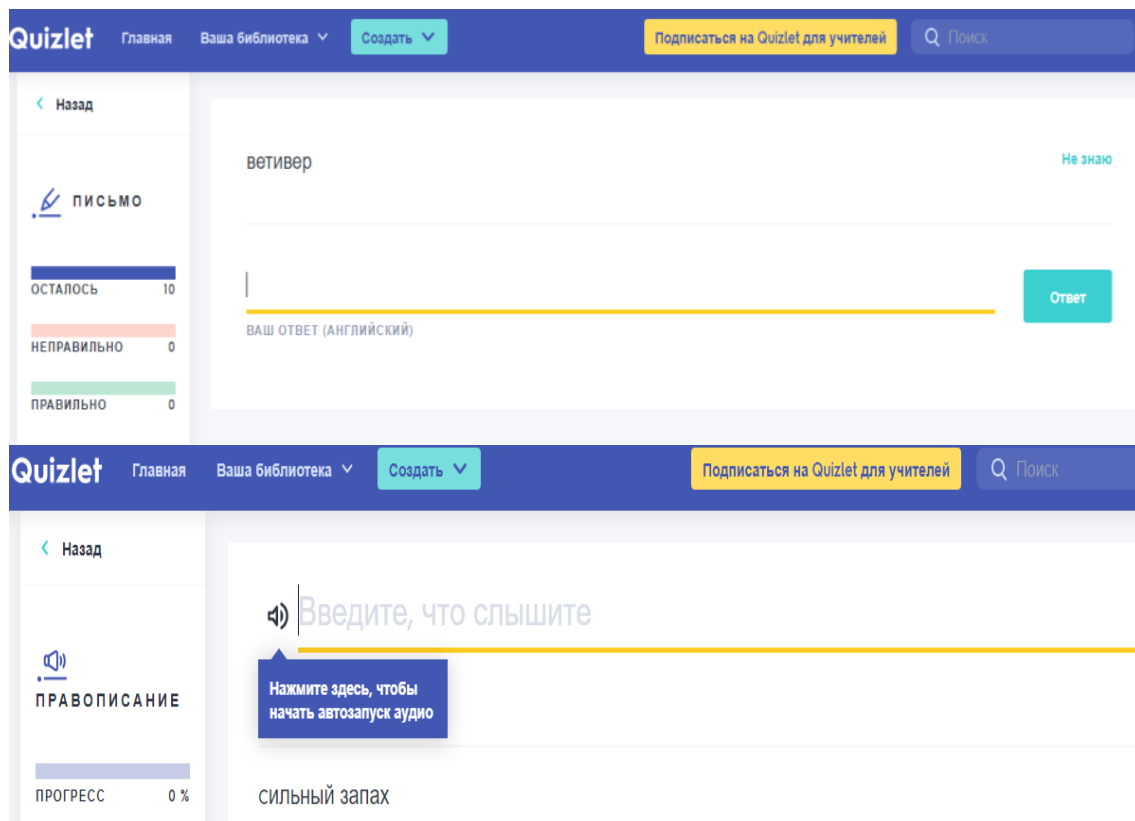 Quizlet Главная Ваша библиотека Создать Подписаться на Quizlet для учителей Поиск
Назад
ветивер Не знаю
ПИСЬМО
ОСТАЛОСЬ 10
Ответ
ВАШ ОТВЕТ (АНГЛИЙСКИЙ)
НЕПРАВИЛЬНО 0
ПРАВИЛЬНО 0
Quizlet Главная Ваша библиотека Создать Подписаться на Quizlet для учителей Поиск
Назад
Введите, что слышите
Нажмите здесь, чтобы
начать автозапуск аудио
ПРАВОПИСАНИЕ
ПРОГРЕСС 0 %
сильный запах